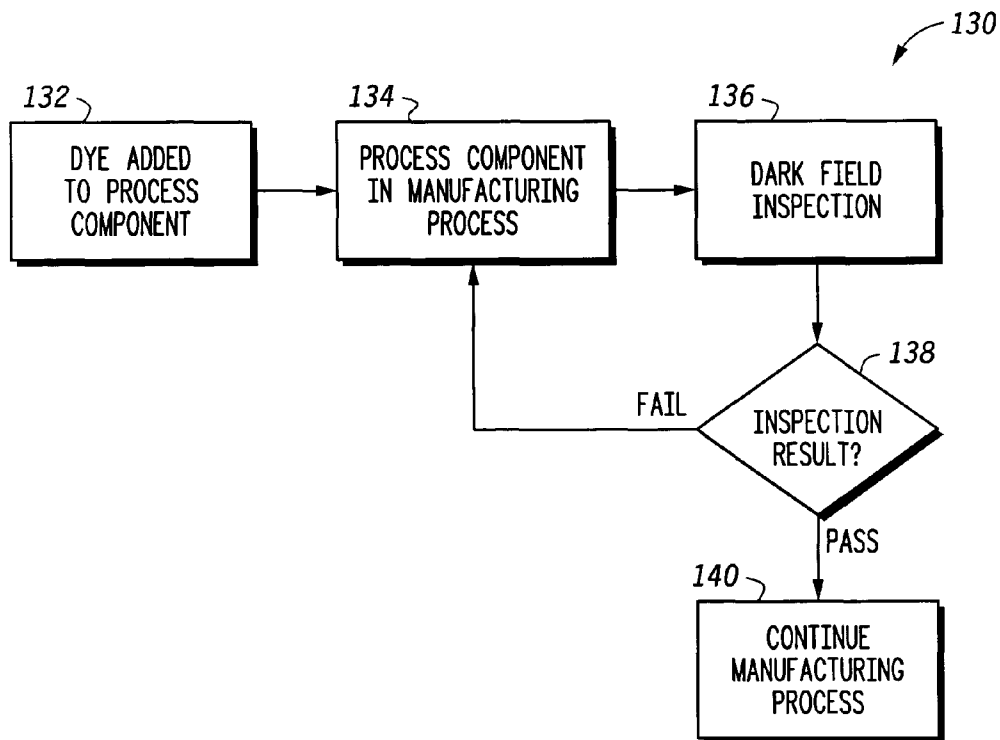 130
132
DYE ADDED
TO PROCESS
COMPONENT
134
PROCESS COMPONENT
IN MANUFACTURING
PROCESS
136
DARK FIELD
INSPECTION
138
INSPECTION
RESULT?
FAIL
PASS
140
CONTINUE
MANUFACTURING
PROCESS